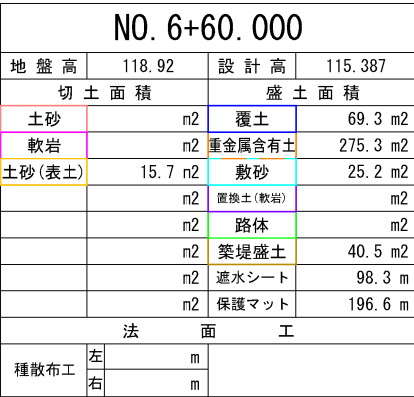 NO.6+60.000
地盤高 118.92 設計高 115.387
切土面積 盛土面積
土砂 m2 覆土 69.3 m2
軟岩 m2 重金属含有土 275.3 m2
土砂(表土) 15.7 m2 敷砂 25.2 m2
m2 置換土(軟岩) m2
m2 路体 m2
m2 築堤盛土 40.5 m2
m2 遮水シート 98.3 m
m2 保護マット 196.6 m
法面工
種散布工 左 m
右 m